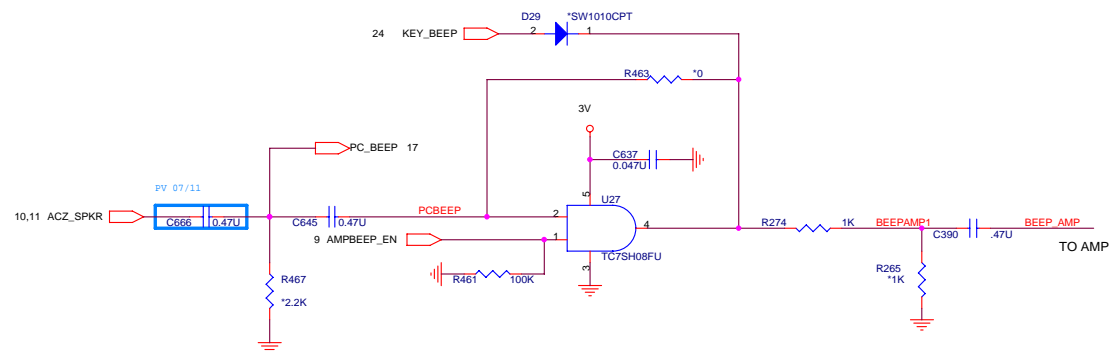 D29 *SW1010CPT
24 KEY_BEEP 2 1
R463 *0
3V
PC_BEEP 17
C637
0.047U
PV 07/11
5 U27
10,11 ACZ_SPKR C666 0.47U C645 0.47U PCBEEP 2 4 R274 1K BEEPAMP1 C390 .47U BEEP_AMP
9 AMPBEEP_EN 1
TO AMP
TC7SH08FU
3
R461 100K
R467
*2.2K
R265
*1K